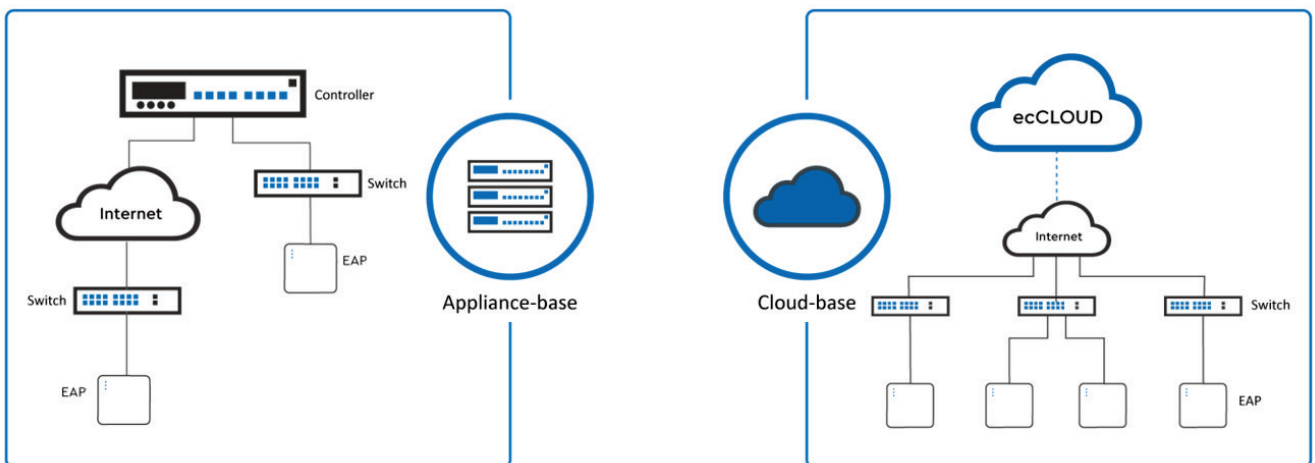 Controller
Switch
Internet
EAP
Switch
EAP
Appliance-base
ecCLOUD
Internet
Cloud-base
Switch
EAP